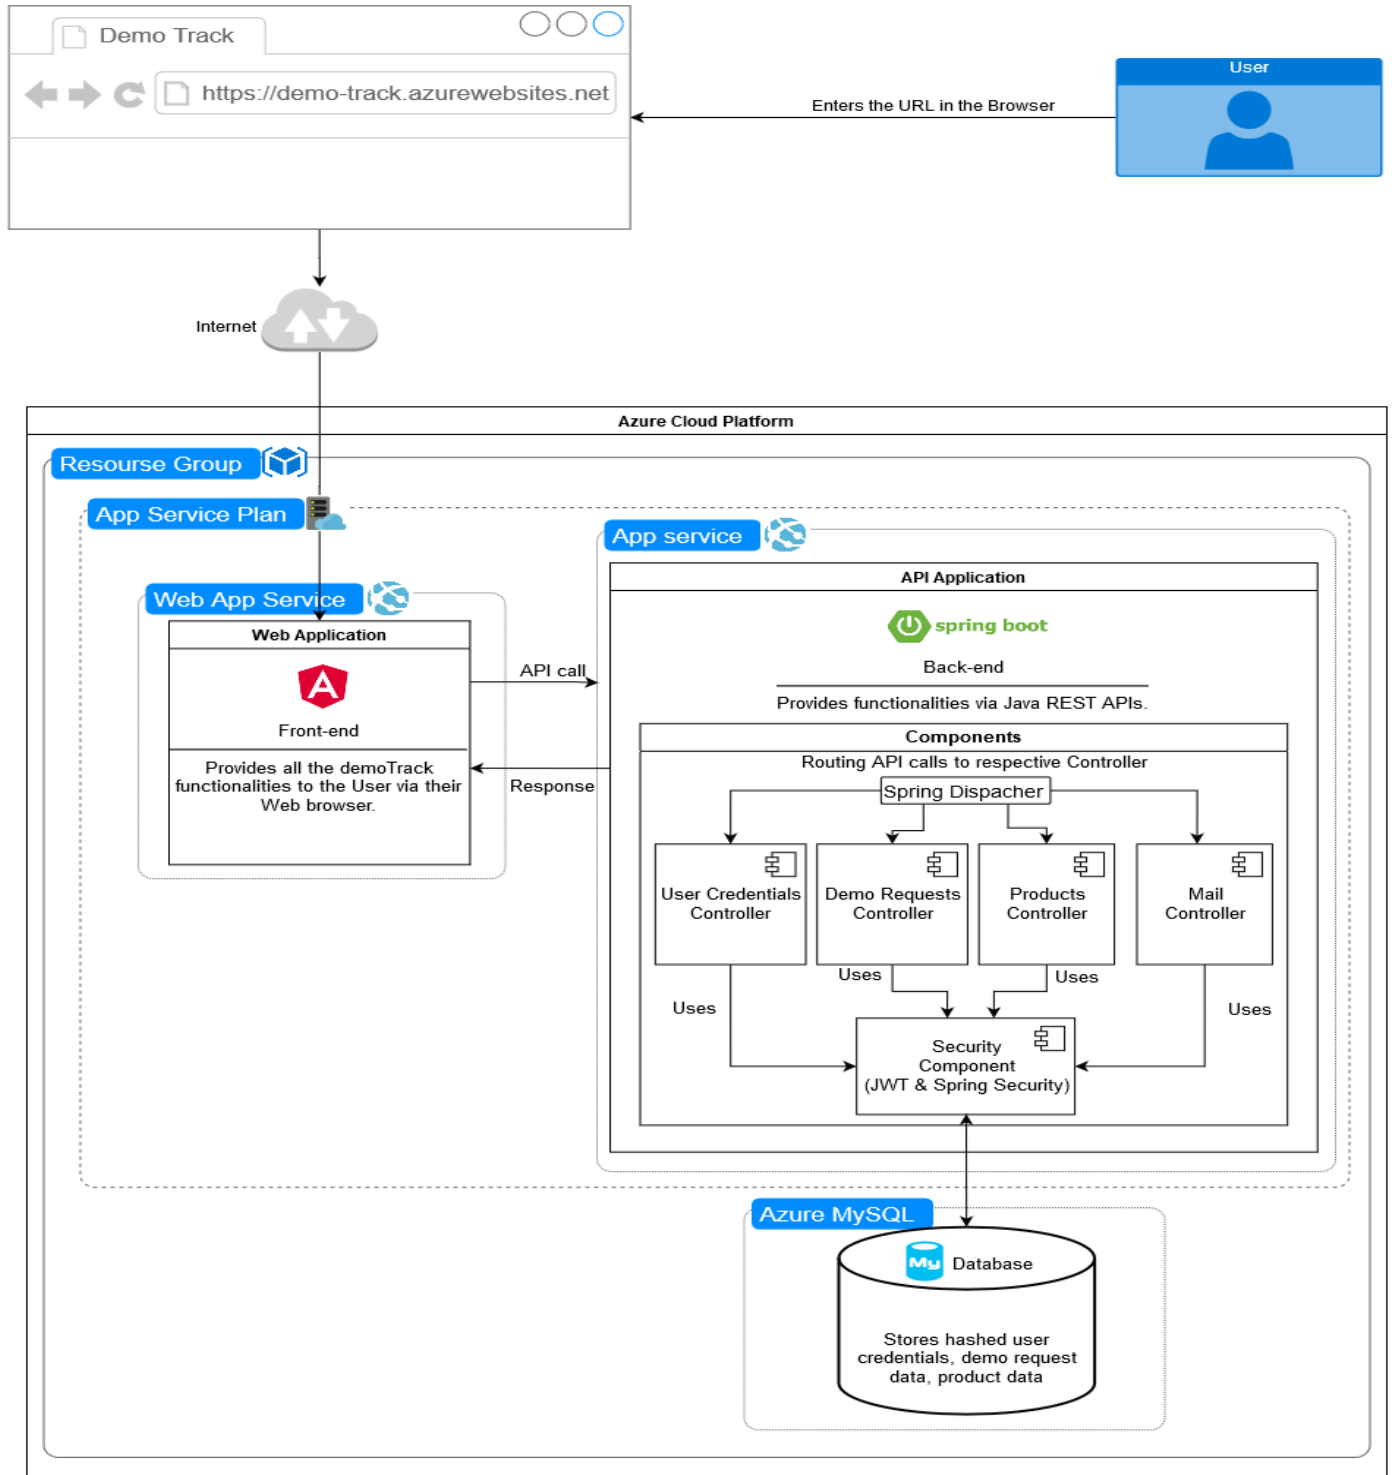 Demo Track
https://demo-track.azurewebsites.net
User
Enters the URL in the Browser
Internet
Azure Cloud Platform
Resourse Group
App Service Plan
App service
Web App Service
API Application
spring boot
Web Application
Back-end
API call
Provides functionalities via Java REST APIs.
Front-end
Components
Provides all the demoTrack
functionalities to the User via their
Web browser.
Response
Routing API calls to respective Controller
Spring Dispacher
User Credentials
Controller
Demo Requests
Controller
Products
Controller
Mail
Controller
Uses
Uses
Uses
Uses
Security
Component
(JWT & Spring Security)
Azure MySQL
My
Database
Stores hashed user
credentials, demo request
data, product data